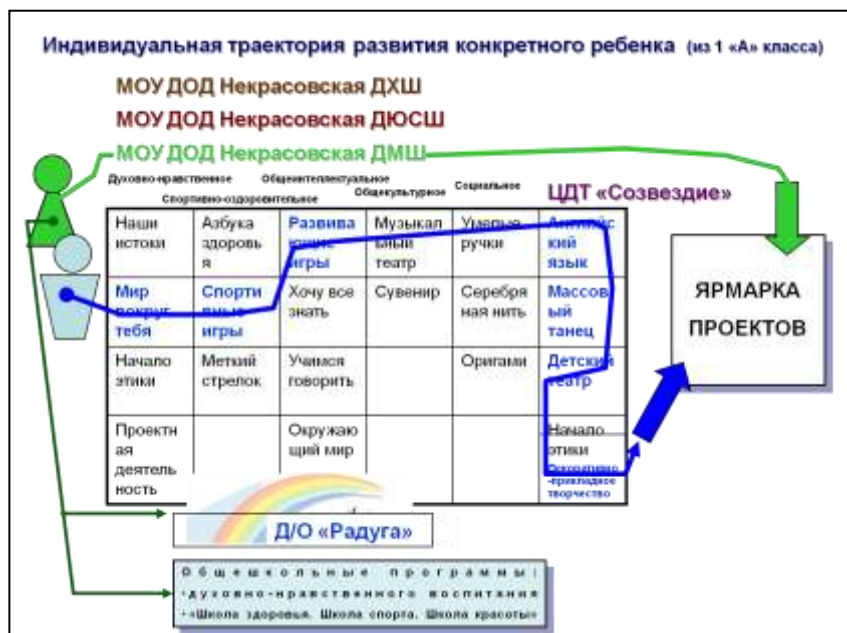 Индивидуальная траектория развития конкретного ребенка (из 1 «А» класса)
МОУ ДОД Некрасовская ДХШ
МОУ ДОД Некрасовская ДЮСШ
МОУ ДОД Некрасовская ДМШ
Духовно-нравственное
Общеинтеллектуальное
Социальное
Спортивно-оздоровительное
Общекультурное
ЦДТ «Созвездие»
Наши
истоки
Азбука
здоровь
я
Развива
ющие
игры
Музыкал
ьный
театр
Умелые
ручки
Английс
кий
язык
Мир
вокруг
тебя
Спорти
вные
игры
Хочу все
знать
Сувенир
Серебря
ная нить
Массов
ый
танец
Начало
этики
Меткий
стрелок
Учимся
говорить
Оригами
Детский
театр
Проектн
ая
деятель
ность
Окружаю
щий мир
Начало
этики
Декоративно
-прикладное
творчество
ЯРМАРКА
ПРОЕКТОВ
Д/О «Радуга»
Общешкольные программы:
•духовно-нравственного воспитания
•«Школа здоровья. Школа спорта. Школа красоты»